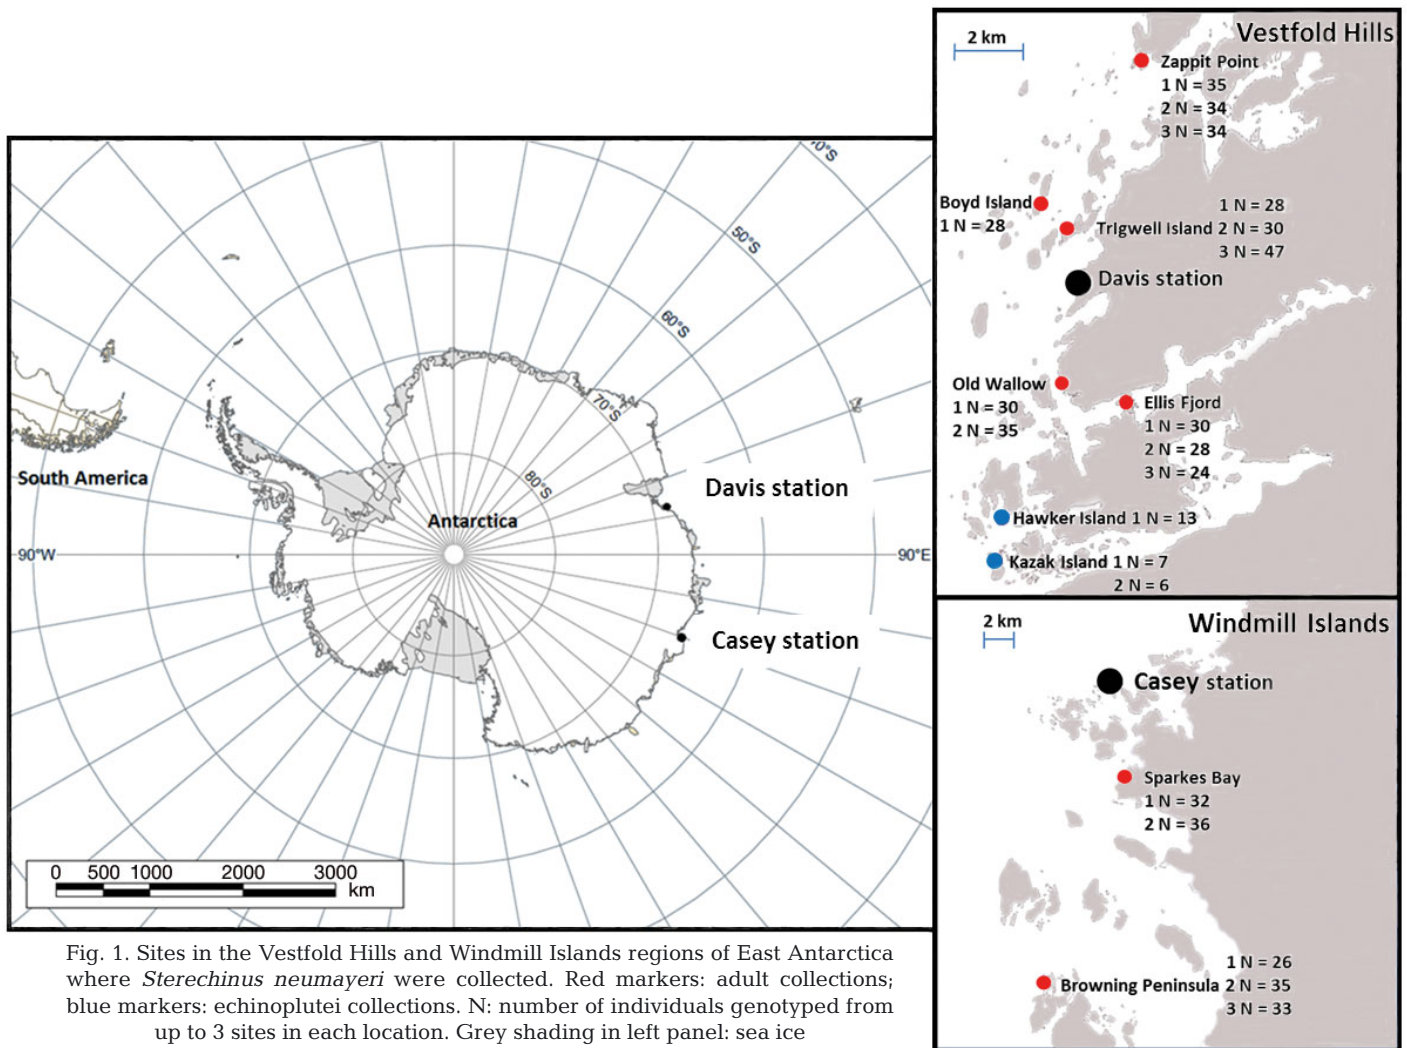 50°S
60°S
70°S
80°S
South America
Antarctica
Davis station
90°W
90°E
Casey station
0 500 1000 2000 3000
km
Vestfold Hills
2 km
Zappit Point
1 N = 35
2 N = 34
3 N = 34
Boyd Island
1 N = 28
1 N = 28
Trigwell Island 2 N = 30
3 N = 47
Davis station
Old Wallow
1 N = 30
2 N = 35
Ellis Fjord
1 N = 30
2 N = 28
3 N = 24
Hawker Island 1 N = 13
Kazak Island 1 N = 7
2 N = 6
Windmill Islands
2 km
Casey station
Sparkes Bay
1 N = 32
2 N = 36
1 N = 26
Browning Peninsula 2 N = 35
3 N = 33
Fig. 1. Sites in the Vestfold Hills and Windmill Islands regions of East Antarctica
where Sterechinus neumayeri were collected. Red markers: adult collections;
blue markers: echinoplutei collections. N: number of individuals genotyped from
up to 3 sites in each location. Grey shading in left panel: sea ice